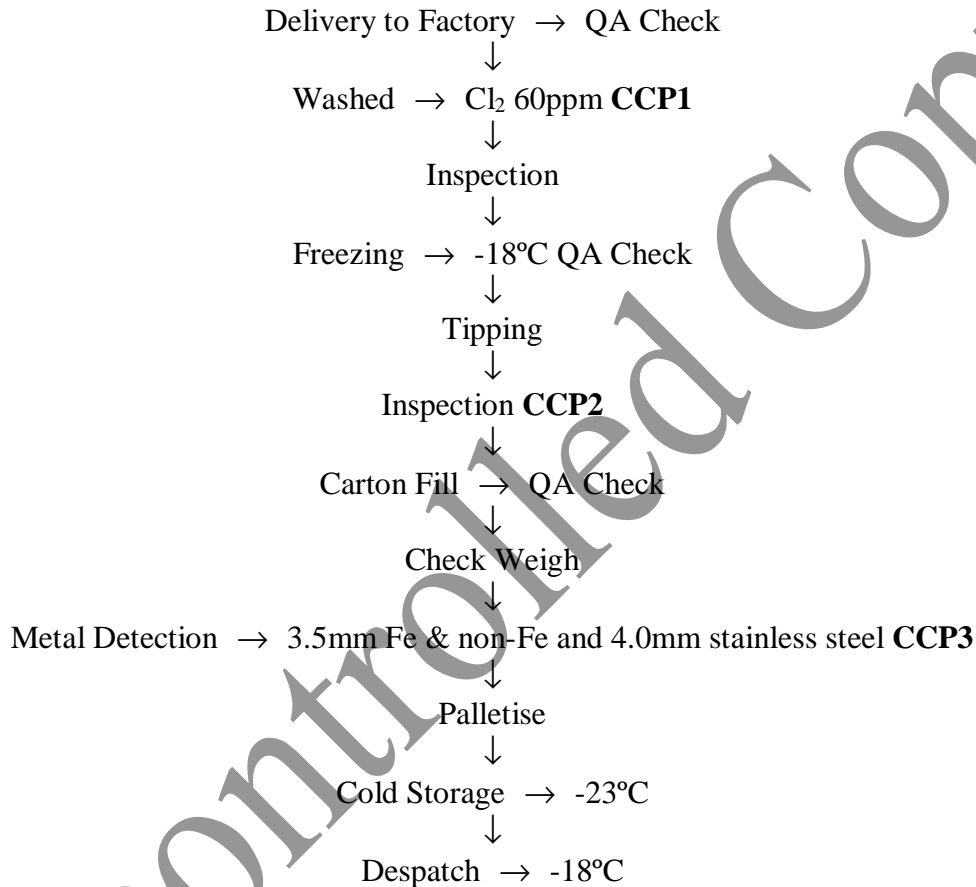 Delivery to Factory → QA Check
↓
Washed → Cl₂ 60ppm CCP1
↓
Inspection
↓
Freezing → -18ºC QA Check
↓
Tipping
↓
Inspection CCP2
↓
Carton Fill → QA Check
↓
Check Weigh
↓
Metal Detection → 3.5mm Fe & non-Fe and 4.0mm stainless steel CCP3
↓
Palletise
↓
Cold Storage → -23ºC
↓
Despatch → -18ºC
ontrolled Cop